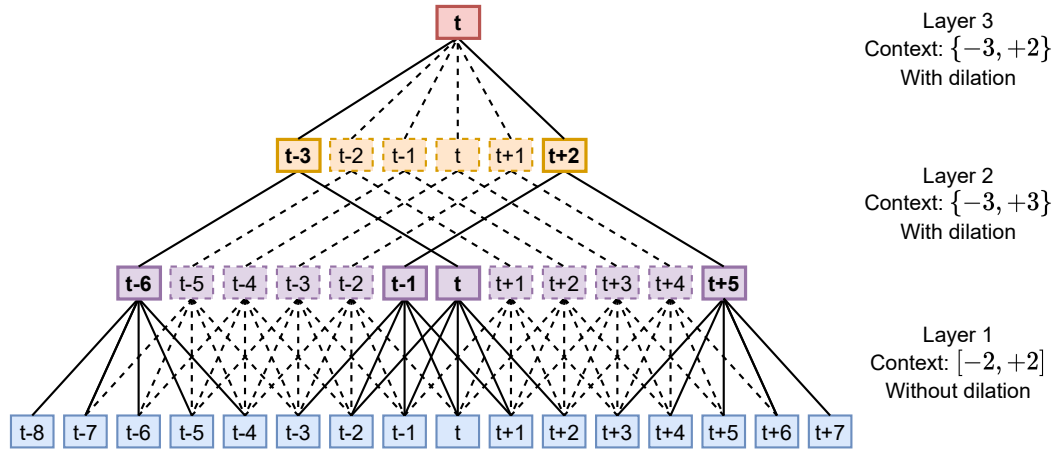 t
Layer 3
Context: {−3, +2}
With dilation
t-3 t-2 t-1 t t+1 t+2
Layer 2
Context: {−3, +3}
With dilation
t-6 t-5 t-4 t-3 t-2 t-1 t t+1 t+2 t+3 t+4 t+5
Layer 1
Context: [−2, +2]
Without dilation
t-8 t-7 t-6 t-5 t-4 t-3 t-2 t-1 t t+1 t+2 t+3 t+4 t+5 t+6 t+7